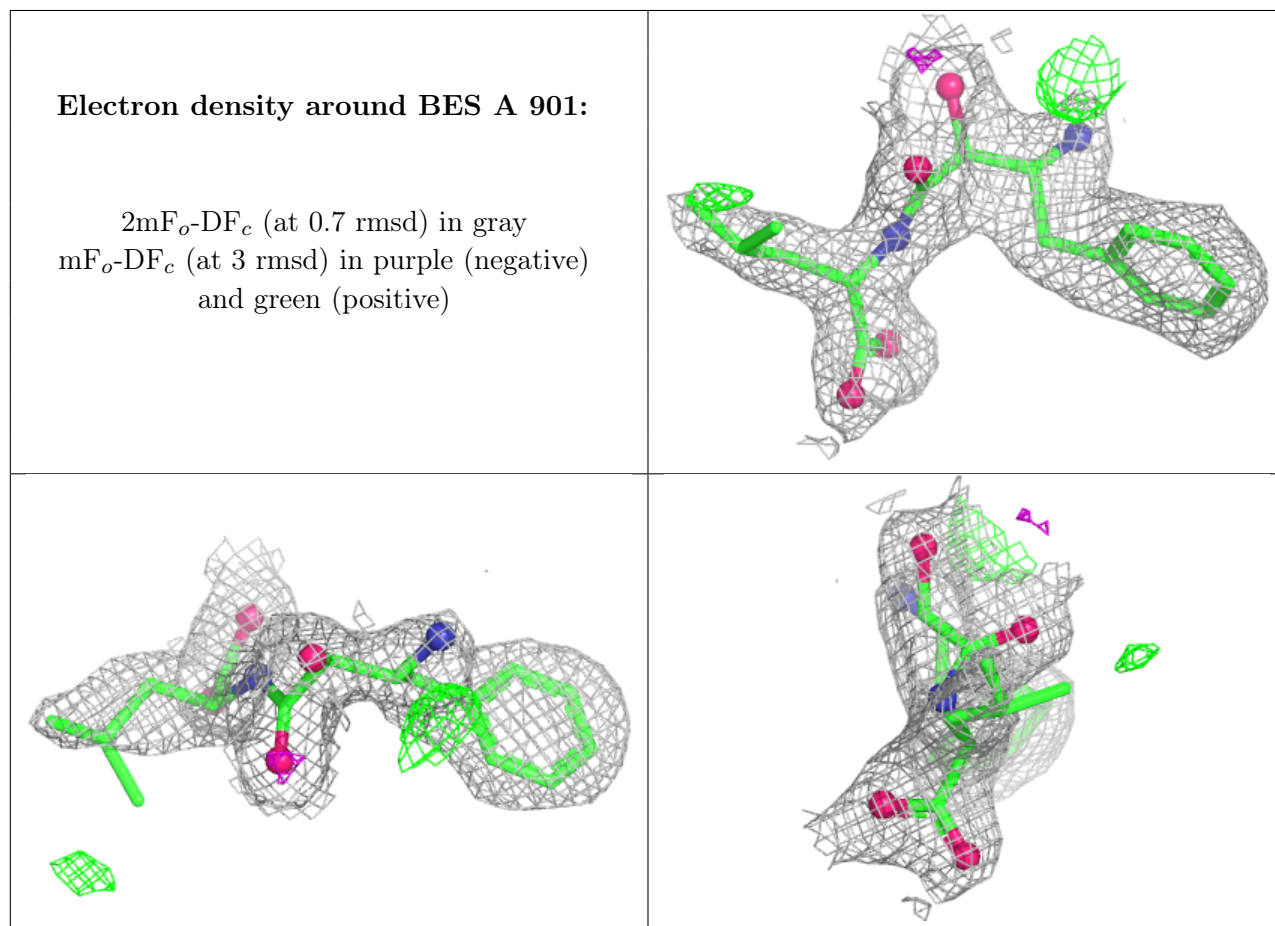 Electron density around BES A 901:
2mFₒ-DF𝒸 (at 0.7 rmsd) in gray
mFₒ-DF𝒸 (at 3 rmsd) in purple (negative)
and green (positive)